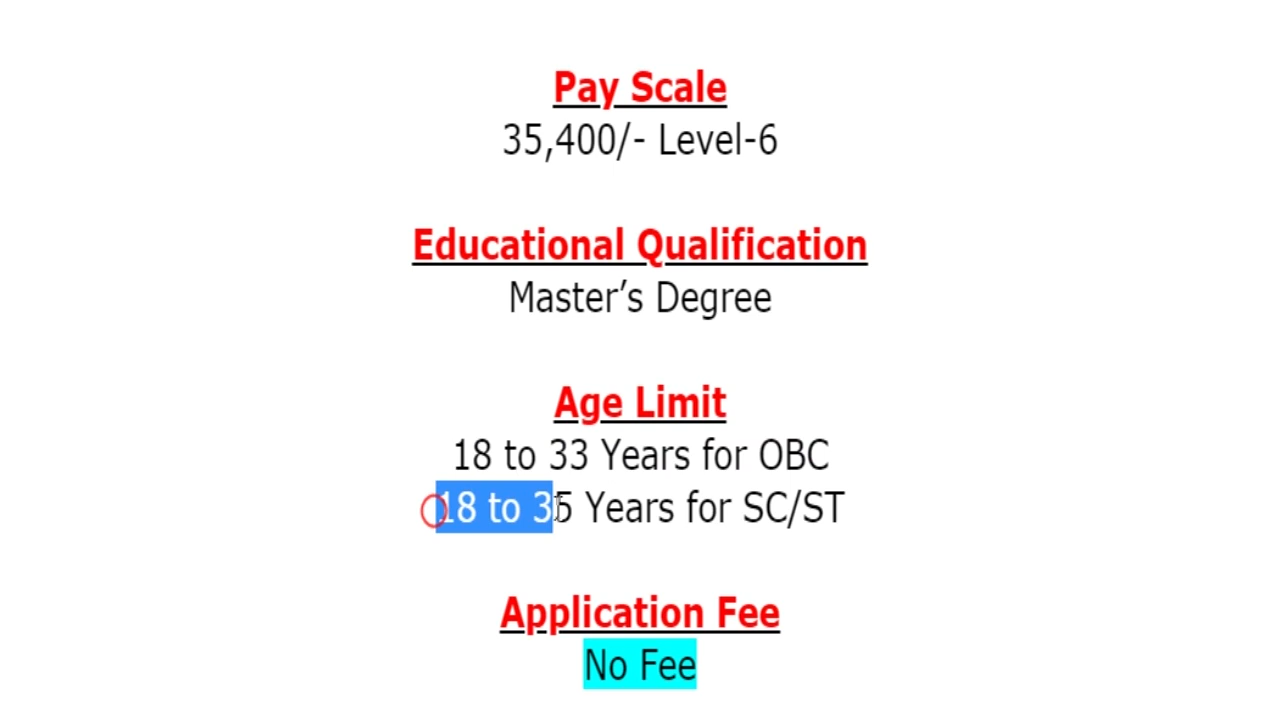 Pay Scale
35,400/- Level-6
Educational Qualification
Master’s Degree
Age Limit
18 to 33 Years for OBC
18 to 35 Years for SC/ST
Application Fee
No Fee